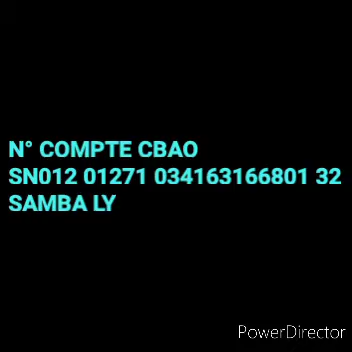 N° COMPTE CBAO
SN012 01271 034163166801 32
SAMBA LY
PowerDirector